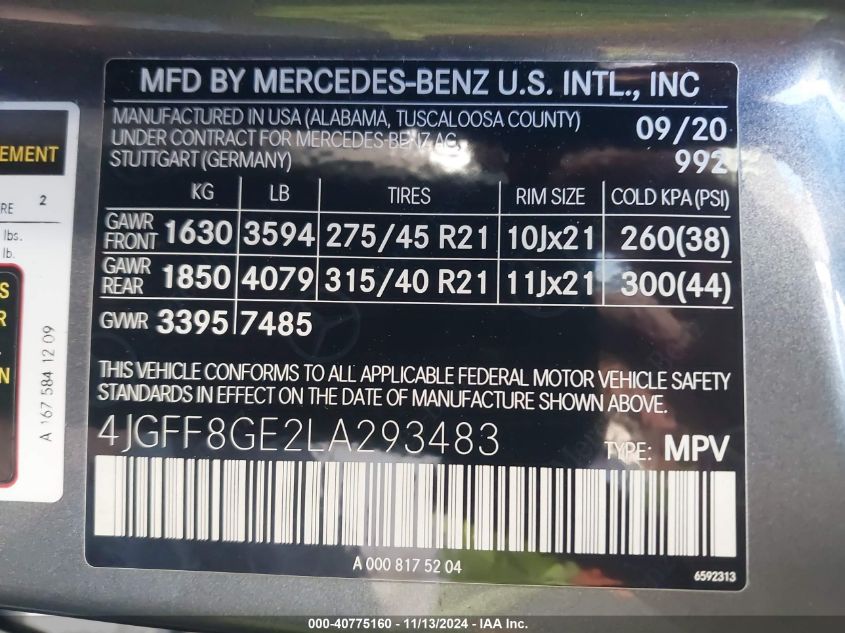 MFD BY MERCEDES-BENZ U.S. INTL., INC
MANUFACTURED IN USA (ALABAMA, TUSCALOOSA COUNTY)
UNDER CONTRACT FOR MERCEDES-BENZ AG,
STUTTGART (GERMANY)
09/20
992
KG LB TIRES RIM SIZE COLD KPA (PSI)
GAWR FRONT 1630 3594 275/45 R21 10Jx21 260(38)
GAWR REAR 1850 4079 315/40 R21 11Jx21 300(44)
GVWR 3395 7485
THIS VEHICLE CONFORMS TO ALL APPLICABLE FEDERAL MOTOR VEHICLE SAFETY
STANDARDS IN EFFECT ON THE DATE OF MANUFACTURE SHOWN ABOVE.
4JGFF8GE2LA293483 TYPE: MPV
A 000 817 52 04
6592313
EMENT
RE 2
lbs.
lb.
S
R
N
A 167 584 12 09
000-40775160 - 11/13/2024 - IAA Inc.